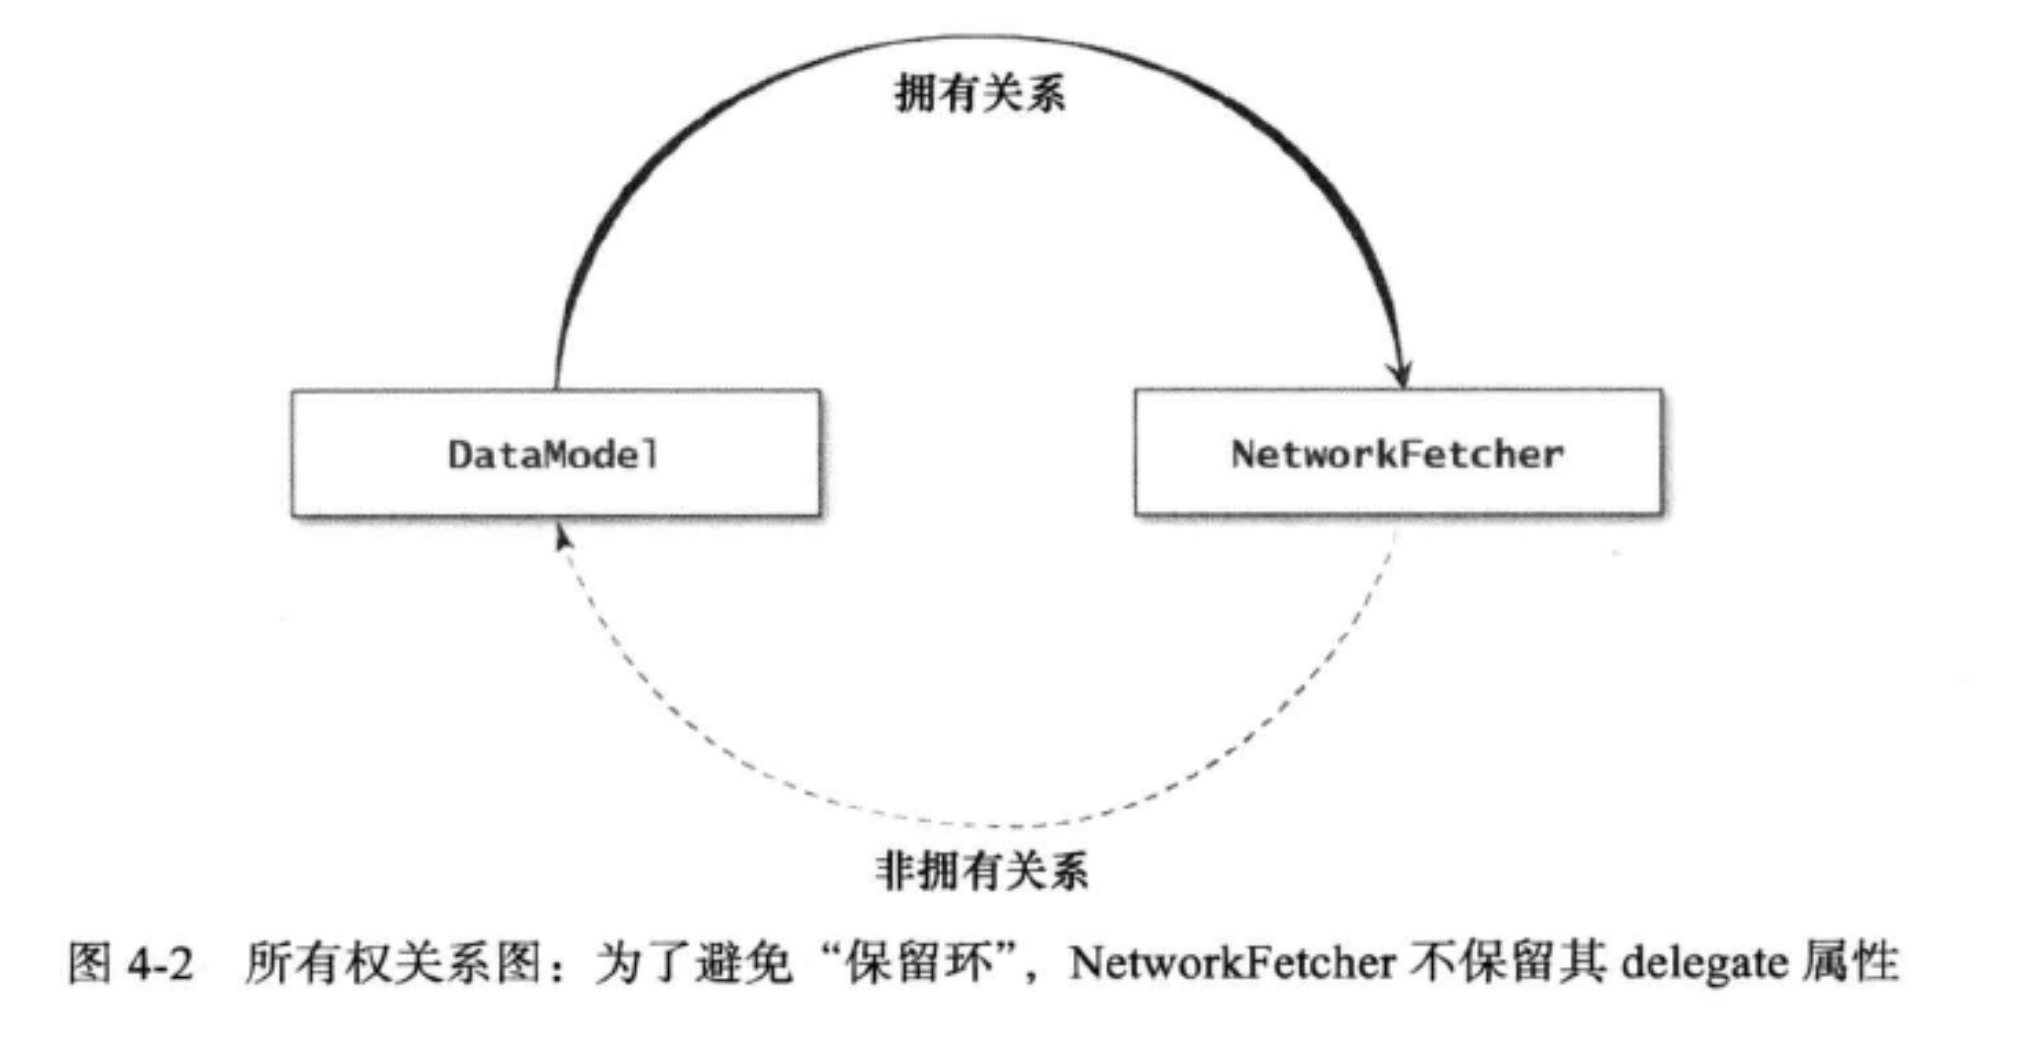 拥有关系
DataModel
NetworkFetcher
非拥有关系
图 4-2 所有权关系图：为了避免“保留环”，NetworkFetcher 不保留其 delegate 属性